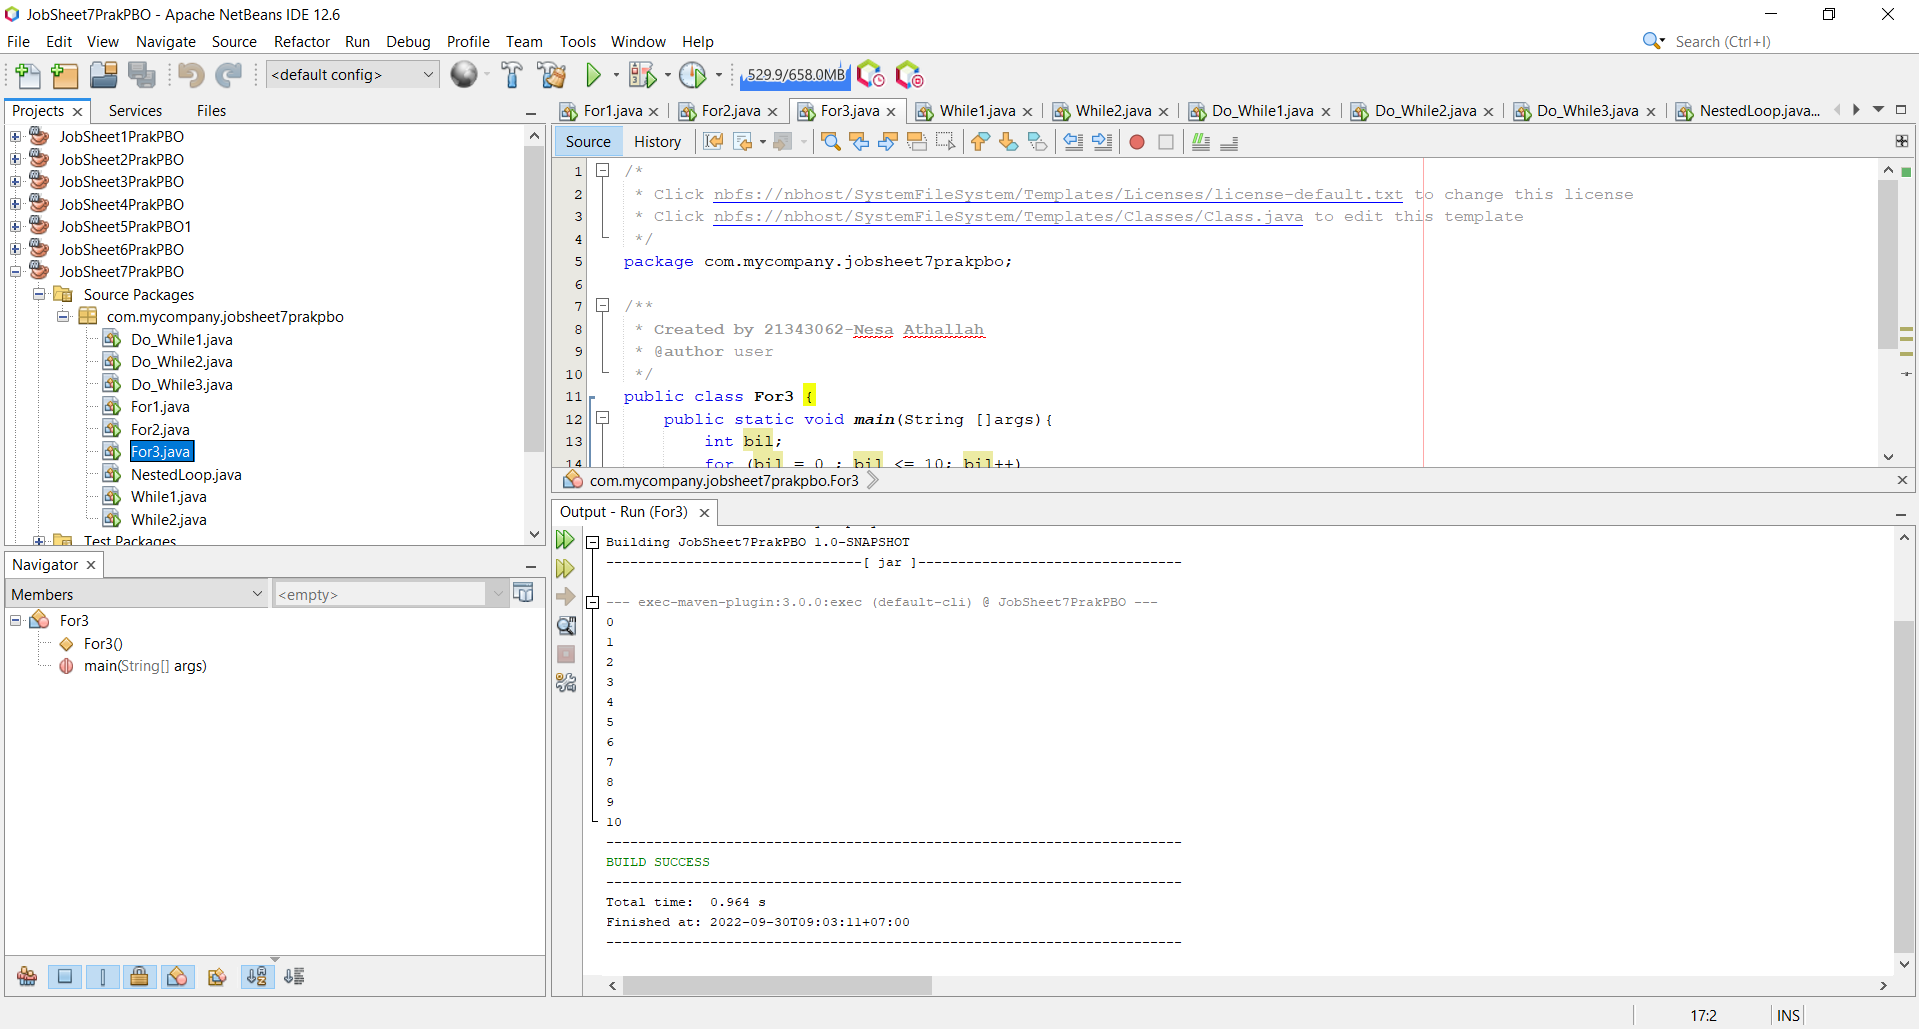 JobSheet7PrakPBO - Apache NetBeans IDE 12.6
File Edit View Navigate Source Refactor Run Debug Profile Team Tools Window Help
Search (Ctrl+I)
<default config>
529.9/658.0MB
Projects Services Files
JobSheet1PrakPBO
JobSheet2PrakPBO
JobSheet3PrakPBO
JobSheet4PrakPBO
JobSheet5PrakPBO1
JobSheet6PrakPBO
JobSheet7PrakPBO
Source Packages
com.mycompany.jobsheet7prakpbo
Do_While1.java
Do_While2.java
Do_While3.java
For1.java
For2.java
For3.java
NestedLoop.java
While1.java
While2.java
Test Packages
Navigator
Members
<empty>
For3
For3()
main(String[] args)
For1.java For2.java For3.java While1.java While2.java Do_While1.java Do_While2.java Do_While3.java NestedLoop.java...
Source History
1 /*
2 * Click nbfs://nbhost/SystemFileSystem/Templates/Licenses/license-default.txt to change this license
3 * Click nbfs://nbhost/SystemFileSystem/Templates/Classes/Class.java to edit this template
4 */
5 package com.mycompany.jobsheet7prakpbo;
6
7 /**
8 * Created by 21343062-Nesa Athallah
9 * @author user
10 */
11 public class For3 {
12 public static void main(String []args){
13 int bil;
14 for (bil = 0 ; bil <= 10; bil++)
com.mycompany.jobsheet7prakpbo.For3
Output - Run (For3)
Building JobSheet7PrakPBO 1.0-SNAPSHOT
--------------------------------[ jar ]---------------------------------
--- exec-maven-plugin:3.0.0:exec (default-cli) @ JobSheet7PrakPBO ---
0
1
2
3
4
5
6
7
8
9
10
------------------------------------------------------------------------
BUILD SUCCESS
------------------------------------------------------------------------
Total time:  0.964 s
Finished at: 2022-09-30T09:03:11+07:00
------------------------------------------------------------------------
17:2 INS